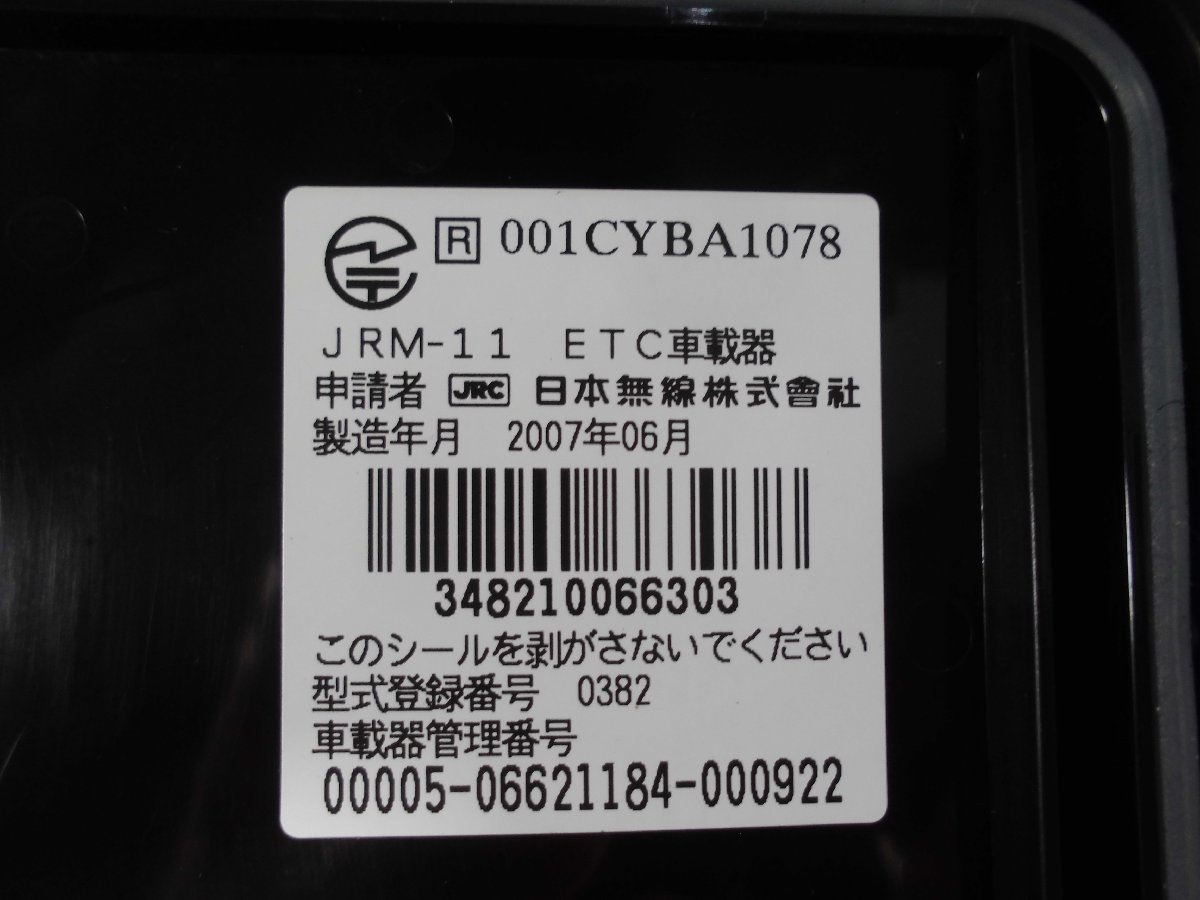 R 001CYBA1078
JRM-11 ETC車載器
申請者 JRC 日本無線株式會社
製造年月 2007年06月
348210066303
このシールを剥がさないでください
型式登録番号 0382
車載器管理番号
00005-06621184-000922